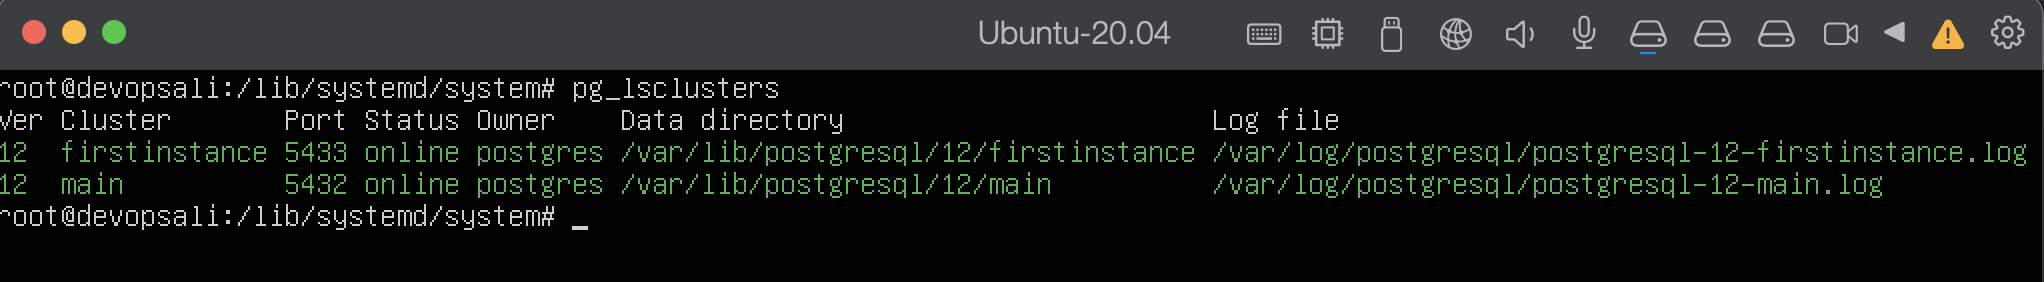 Ubuntu-20.04
root@devopsali:/lib/systemd/system# pg_lsclusters
Ver Cluster       Port Status Owner    Data directory                       Log file
12  firstinstance 5433 online postgres /var/lib/postgresql/12/firstinstance /var/log/postgresql/postgresql-12-firstinstance.log
12  main          5432 online postgres /var/lib/postgresql/12/main          /var/log/postgresql/postgresql-12-main.log
root@devopsali:/lib/systemd/system# _